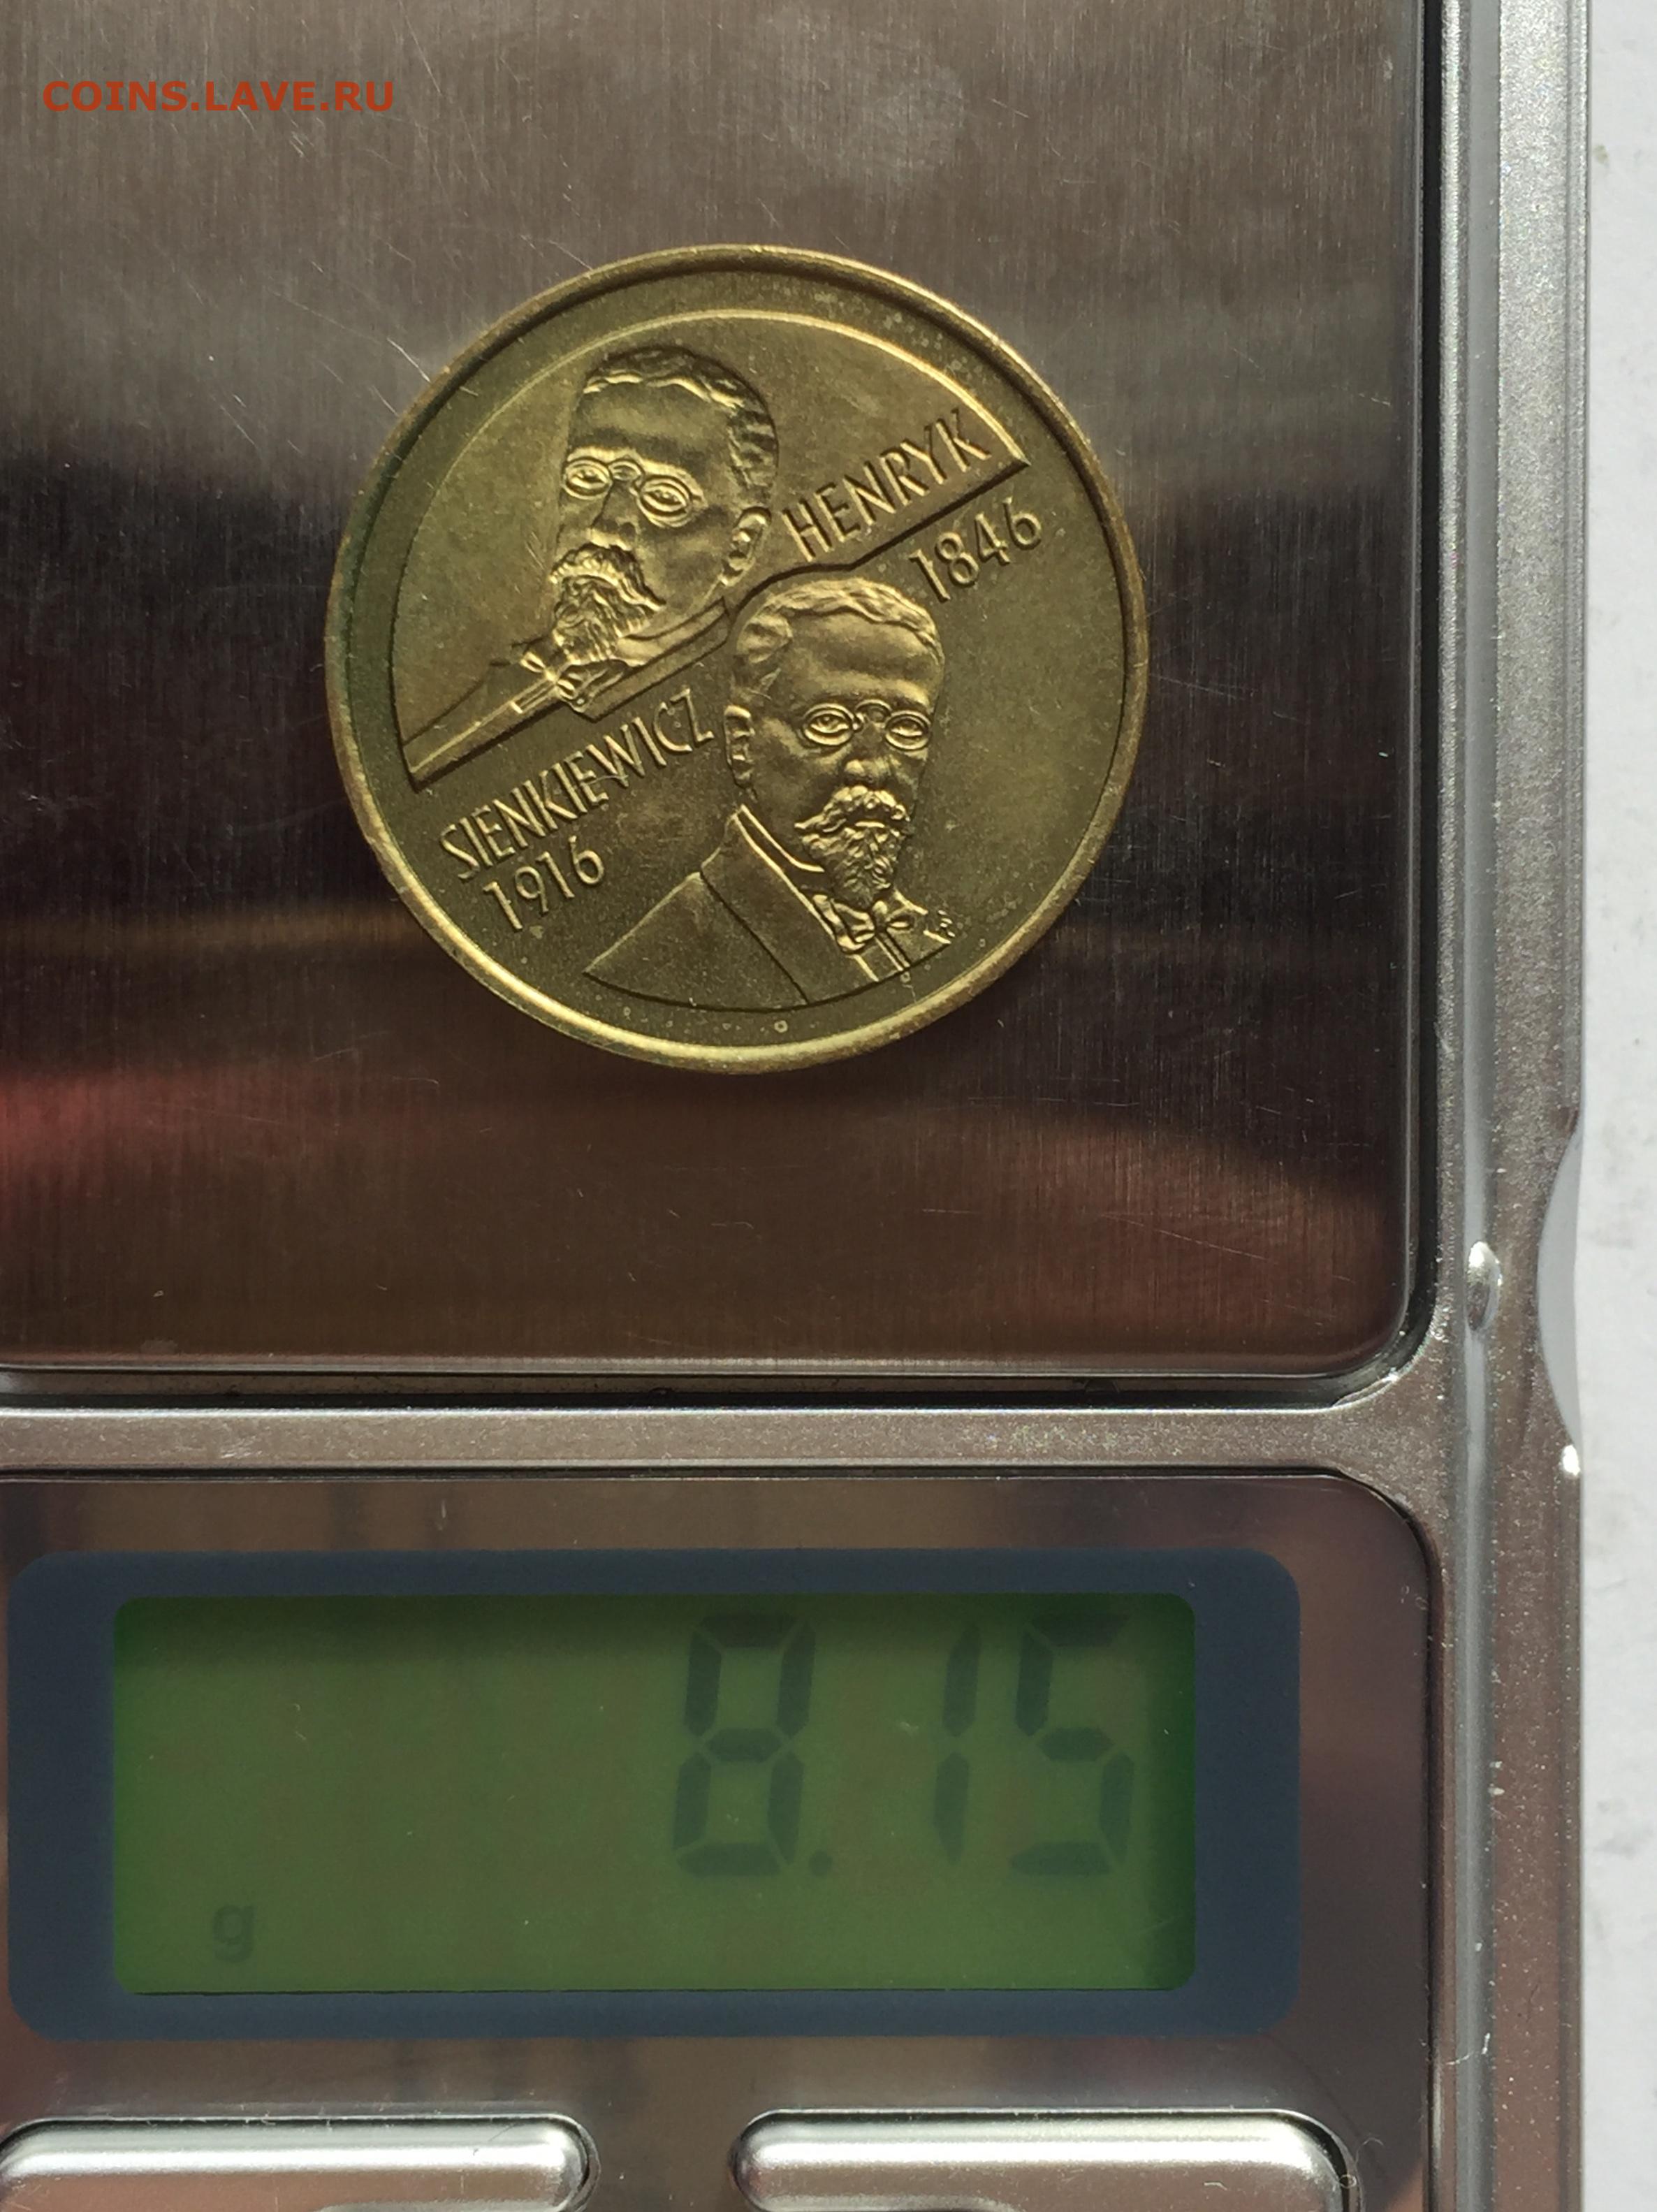 COINS.LAVE.RU
HENRYK
1846
SIENKIEWICZ
1916
8.15
g